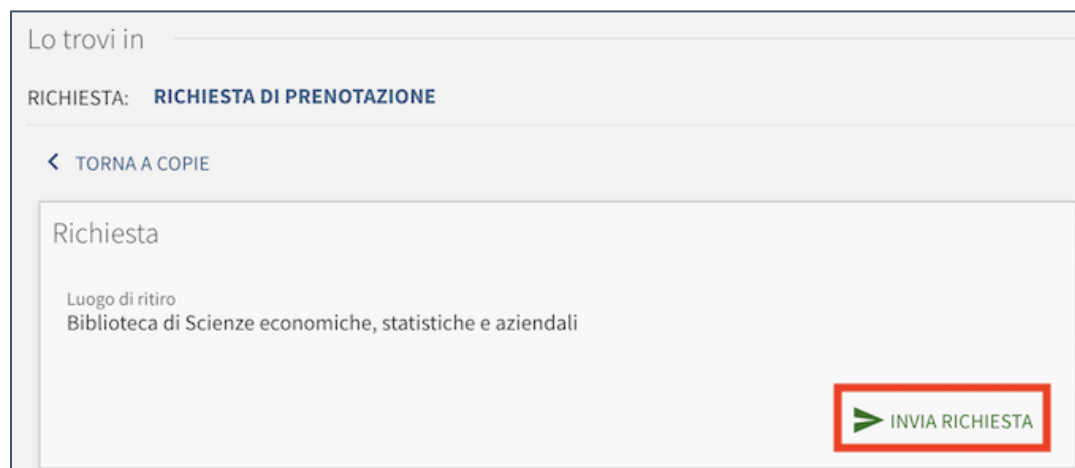 Lo trovi in
RICHIESTA: RICHIESTA DI PRENOTAZIONE
TORNA A COPIE
Richiesta
Luogo di ritiro
Biblioteca di Scienze economiche, statistiche e aziendali
INVIA RICHIESTA